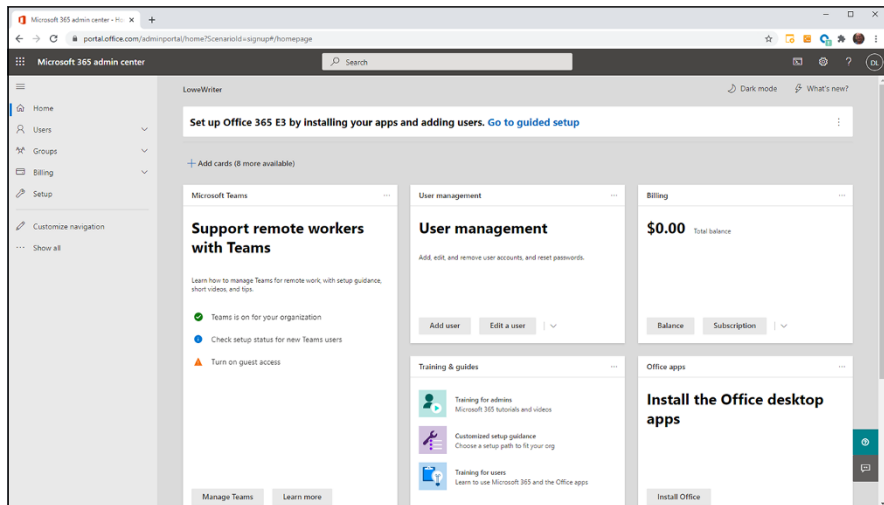 Microsoft 365 admin center - Ho
portal.office.com/adminportal/home?ScenarioId=signup#/homepage
Microsoft 365 admin center
Search
DL
LoweWriter
Dark mode
What's new?
Home
Users
Groups
Billing
Setup
Customize navigation
Show all
Set up Office 365 E3 by installing your apps and adding users. Go to guided setup
Add cards (8 more available)
Microsoft Teams
Support remote workers
with Teams
Learn how to manage Teams for remote work, with setup guidance,
short videos, and tips.
Teams is on for your organization
Check setup status for new Teams users
Turn on guest access
Manage Teams
Learn more
User management
User management
Add, edit, and remove user accounts, and reset passwords.
Add user
Edit a user
Billing
$0.00 Total balance
Balance
Subscription
Training & guides
Training for admins
Microsoft 365 tutorials and videos
Customized setup guidance
Choose a setup path to fit your org
Training for users
Learn to use Microsoft 365 and the Office apps
Office apps
Install the Office desktop
apps
Install Office